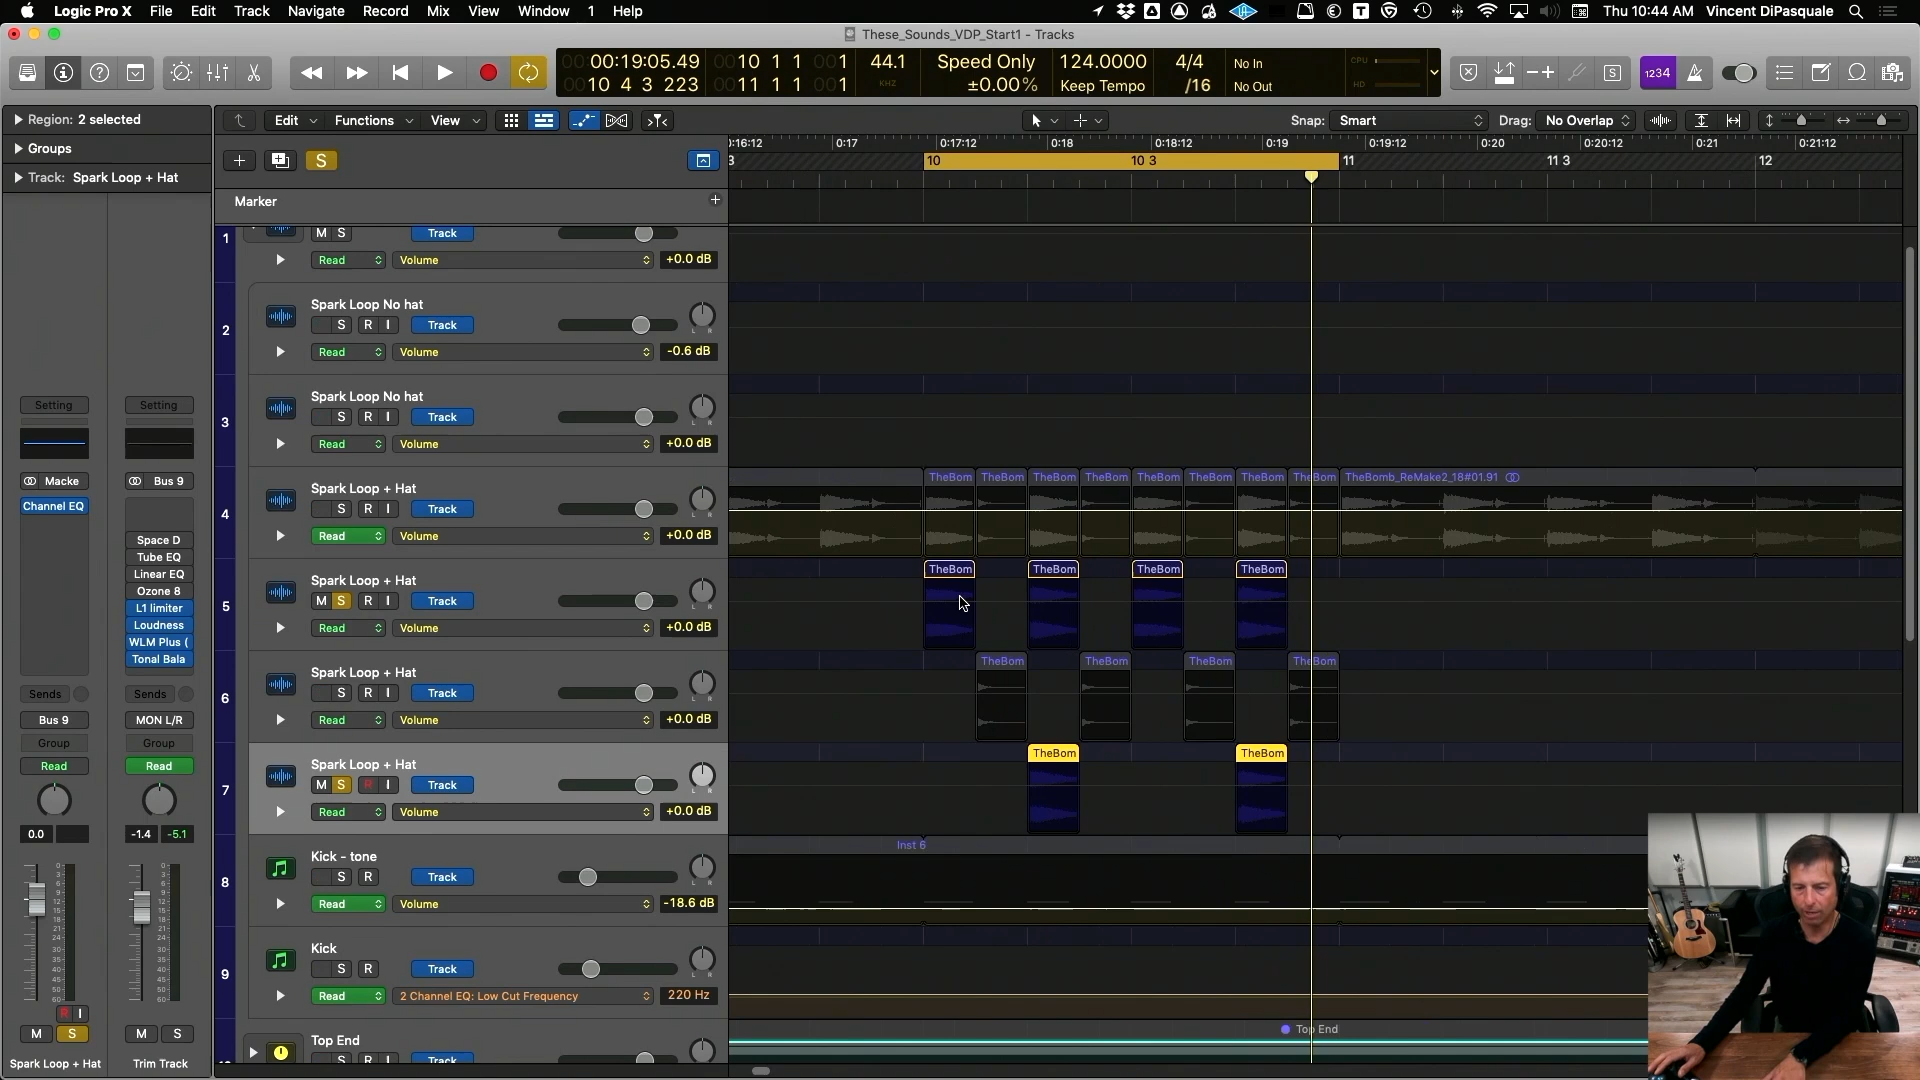 Logic Pro X File Edit Track Navigate Record Mix View Window 1 Help
Thu 10:44 AM Vincent DiPasquale
These_Sounds_VDP_Start1 - Tracks
00:00:19:05.49 0010 1 1 001 44.1 Speed Only 124.0000 4/4 No In CPU
0010 4 3 223 0011 1 1 001 KHZ ±0.00% Keep Tempo /16 No Out HD
1234
Region: 2 selected
Edit Functions View
Snap: Smart
Drag: No Overlap
Groups
Track: Spark Loop + Hat
S
0:16:12 0:17 0:17:12 0:18 0:18:12 0:19 0:19:12 0:20 0:20:12 0:21 0:21:12
10 10 3 11 11 3 12
Marker
1
M S Track
Read Volume +0.0 dB
2
Spark Loop No hat
S R I Track
Read Volume -0.6 dB
3
Spark Loop No hat
S R I Track
Read Volume +0.0 dB
4
Spark Loop + Hat
S R I Track
Read Volume +0.0 dB
TheBom TheBom TheBom TheBom TheBom TheBom TheBom TheBom TheBomb_ReMake2_18#01.91
5
Spark Loop + Hat
M S R I Track
Read Volume +0.0 dB
TheBom TheBom TheBom TheBom
6
Spark Loop + Hat
S R I Track
Read Volume +0.0 dB
TheBom TheBom TheBom TheBom
7
Spark Loop + Hat
M S R I Track
Read Volume +0.0 dB
TheBom TheBom
8
Kick - tone
S R Track
Read Volume -18.6 dB
Inst 6
9
Kick
S R Track
Read 2 Channel EQ: Low Cut Frequency 220 Hz
Top End
S R I Track
Top End
Setting Setting
Macke Bus 9
Channel EQ
Space D
Tube EQ
Linear EQ
Ozone 8
L1 limiter
Loudness
WLM Plus (
Tonal Bala
Sends Sends
Bus 9 MON L/R
Group Group
Read Read
0.0 -1.4 -5.1
R I
M S M S
Spark Loop + Hat Trim Track